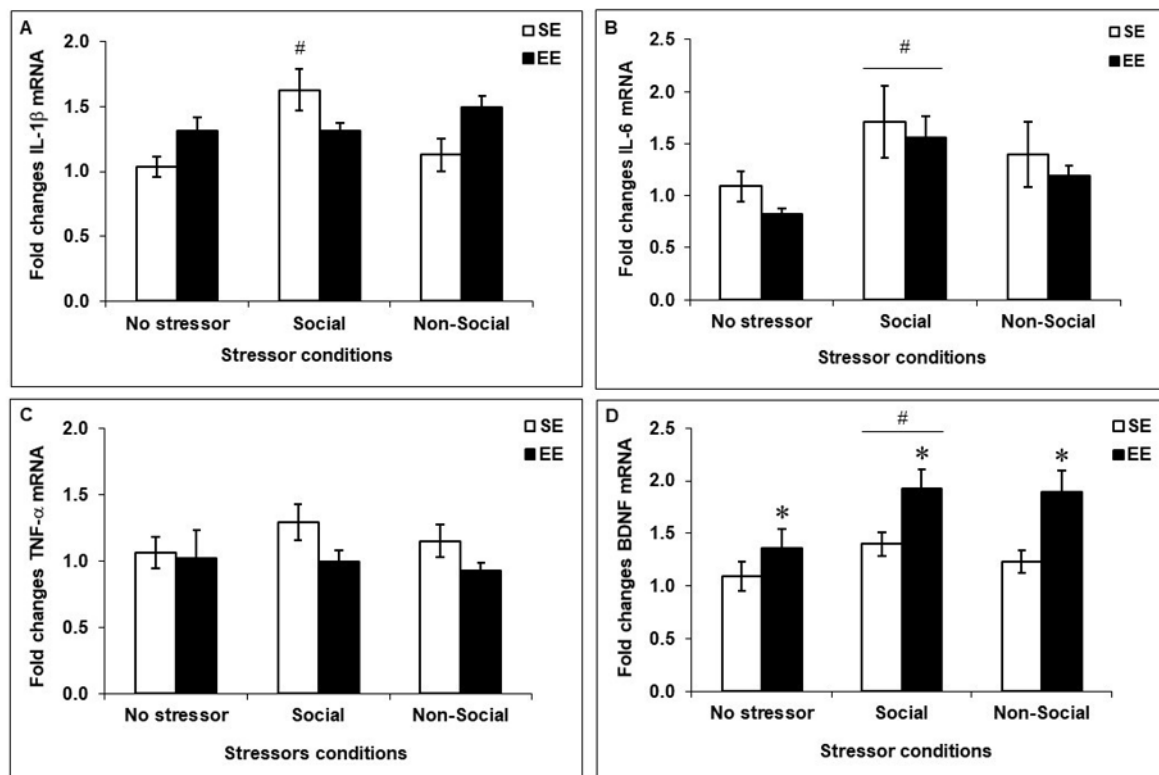 A
SE
EE
#
Fold changes IL-1β mRNA
2.0
1.5
1.0
0.5
0.0
No stressor Social Non-Social
Stressor conditions
B
SE
EE
#
Fold changes IL-6 mRNA
2.5
2.0
1.5
1.0
0.5
0.0
No stressor Social Non-Social
Stressor conditions
C
SE
EE
Fold changes TNF-α mRNA
2.0
1.5
1.0
0.5
0.0
No stressor Social Non-Social
Stressors conditions
D
SE
EE
#
* * *
Fold changes BDNF mRNA
2.5
2.0
1.5
1.0
0.5
0.0
No stressor Social Non-Social
Stressor conditions